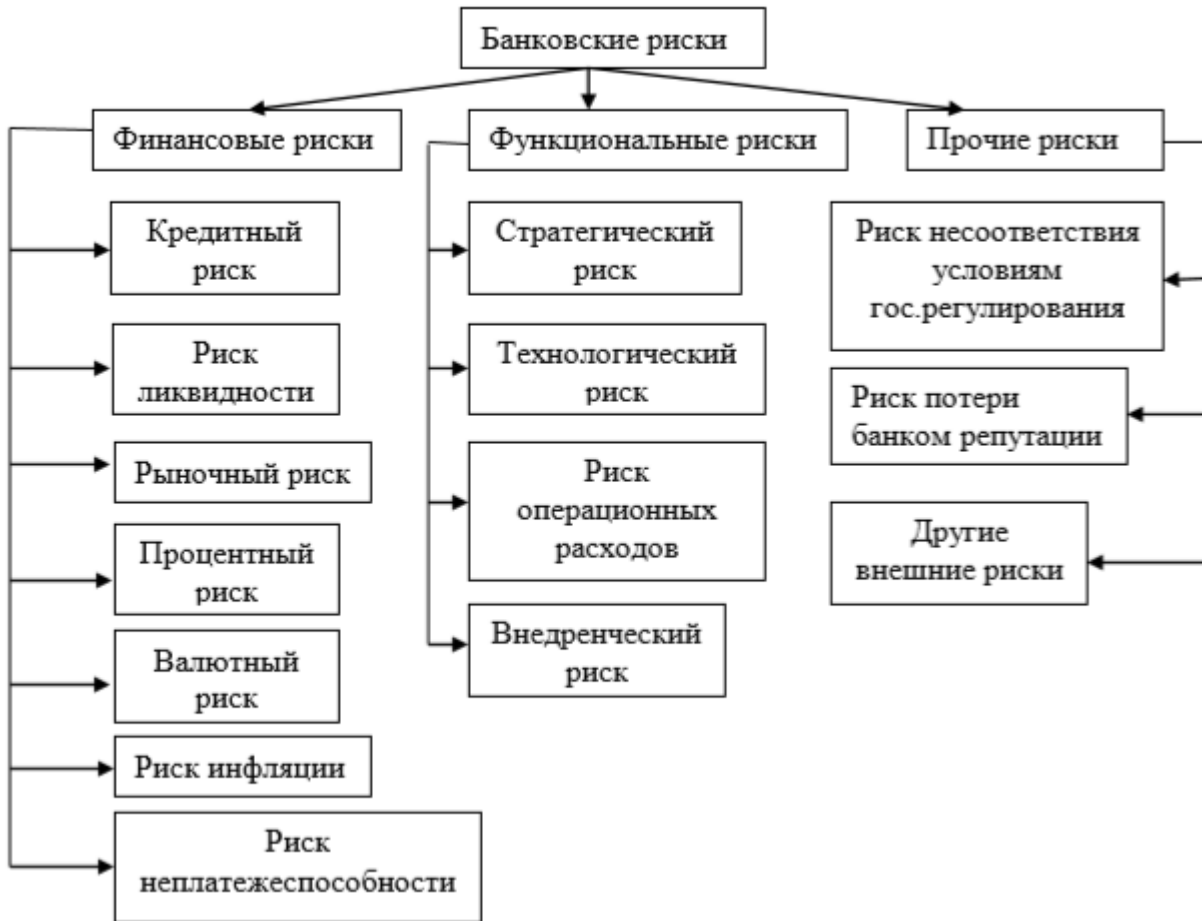 Банковские риски
Финансовые риски
Функциональные риски
Прочие риски
Кредитный
риск
Риск
ликвидности
Рыночный риск
Процентный
риск
Валютный
риск
Риск инфляции
Риск
неплатежеспособности
Стратегический
риск
Технологический
риск
Риск
операционных
расходов
Внедренческий
риск
Риск несоответствия
условиям
гос.регулирования
Риск потери
банком репутации
Другие
внешние риски